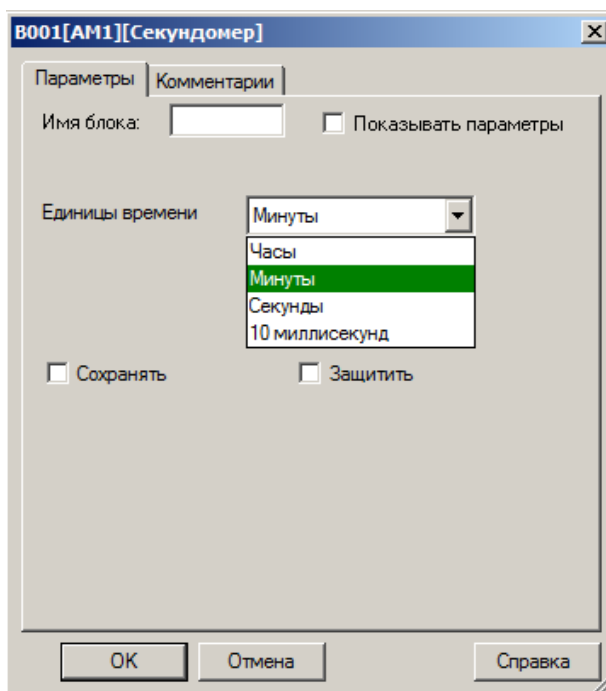 B001[AM1][Секундомер]
Параметры Комментарии
Имя блока: Показывать параметры
Единицы времени Минуты
Часы
Минуты
Секунды
10 миллисекунд
Сохранять Защитить
OK Отмена Справка